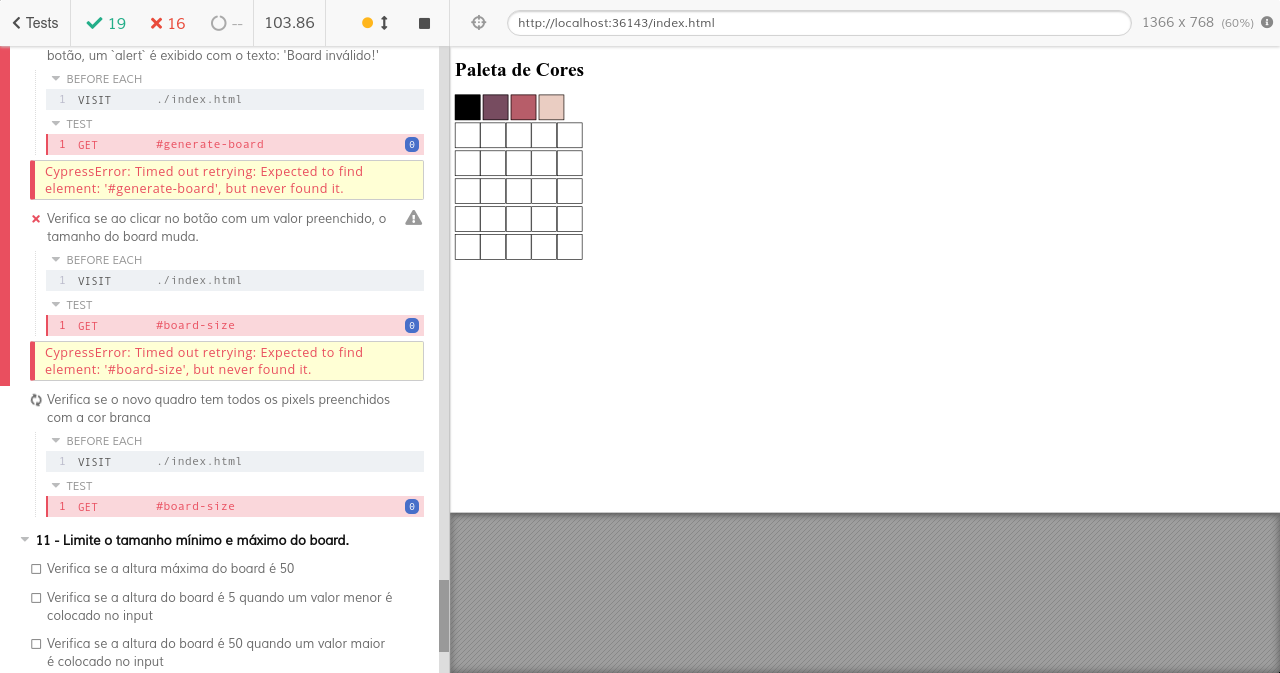 Tests 19 16 -- 103.86 http://localhost:36143/index.html 1366 x 768 (60%)
botão, um `alert` é exibido com o texto: 'Board inválido!'
BEFORE EACH
1 VISIT ./index.html
TEST
1 GET #generate-board 0
CypressError: Timed out retrying: Expected to find
element: '#generate-board', but never found it.
Verifica se ao clicar no botão com um valor preenchido, o
tamanho do board muda.
BEFORE EACH
1 VISIT ./index.html
TEST
1 GET #board-size 0
CypressError: Timed out retrying: Expected to find
element: '#board-size', but never found it.
Verifica se o novo quadro tem todos os pixels preenchidos
com a cor branca
BEFORE EACH
1 VISIT ./index.html
TEST
1 GET #board-size 0
11 - Limite o tamanho mínimo e máximo do board.
Verifica se a altura máxima do board é 50
Verifica se a altura do board é 5 quando um valor menor é
colocado no input
Verifica se a altura do board é 50 quando um valor maior
é colocado no input
Paleta de Cores